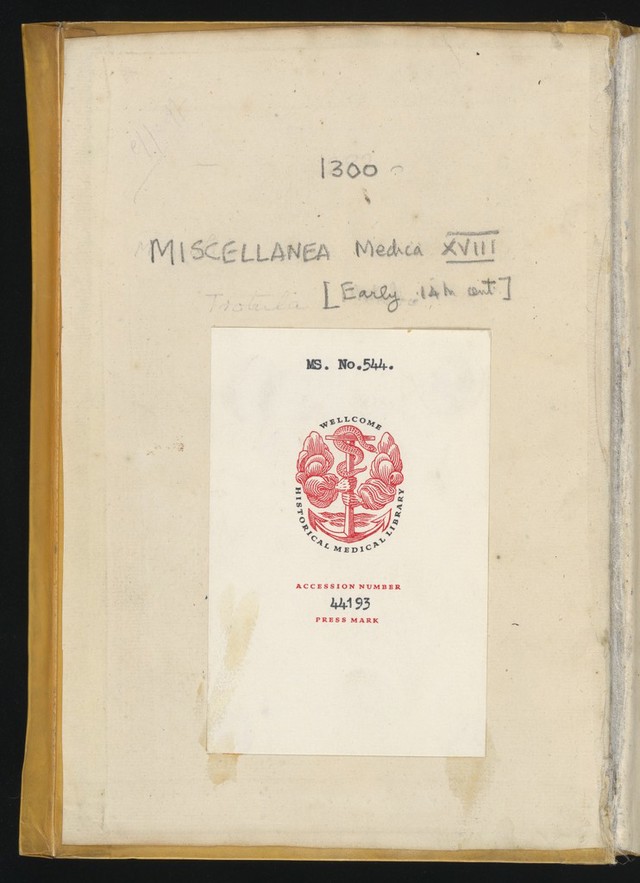 1300
MISCELLANEA Medica XVIII
[Early 14th cent]
MS. No.544.
WELLCOME
HISTORICAL MEDICAL LIBRARY
ACCESSION NUMBER
44193
PRESS MARK